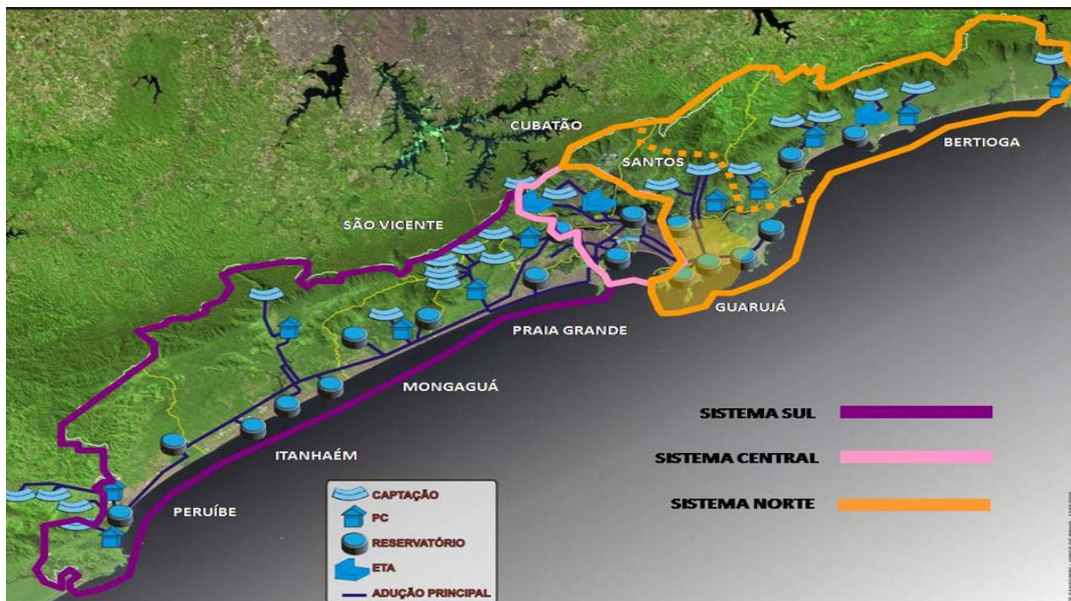 CUBATÃO
SANTOS
BERTIOGA
SÃO VICENTE
GUARUJÁ
PRAIA GRANDE
MONGAGUÁ
ITANHAÉM
PERUÍBE
SISTEMA SUL
SISTEMA CENTRAL
SISTEMA NORTE
CAPTAÇÃO
PC
RESERVATÓRIO
ETA
ADUÇÃO PRINCIPAL